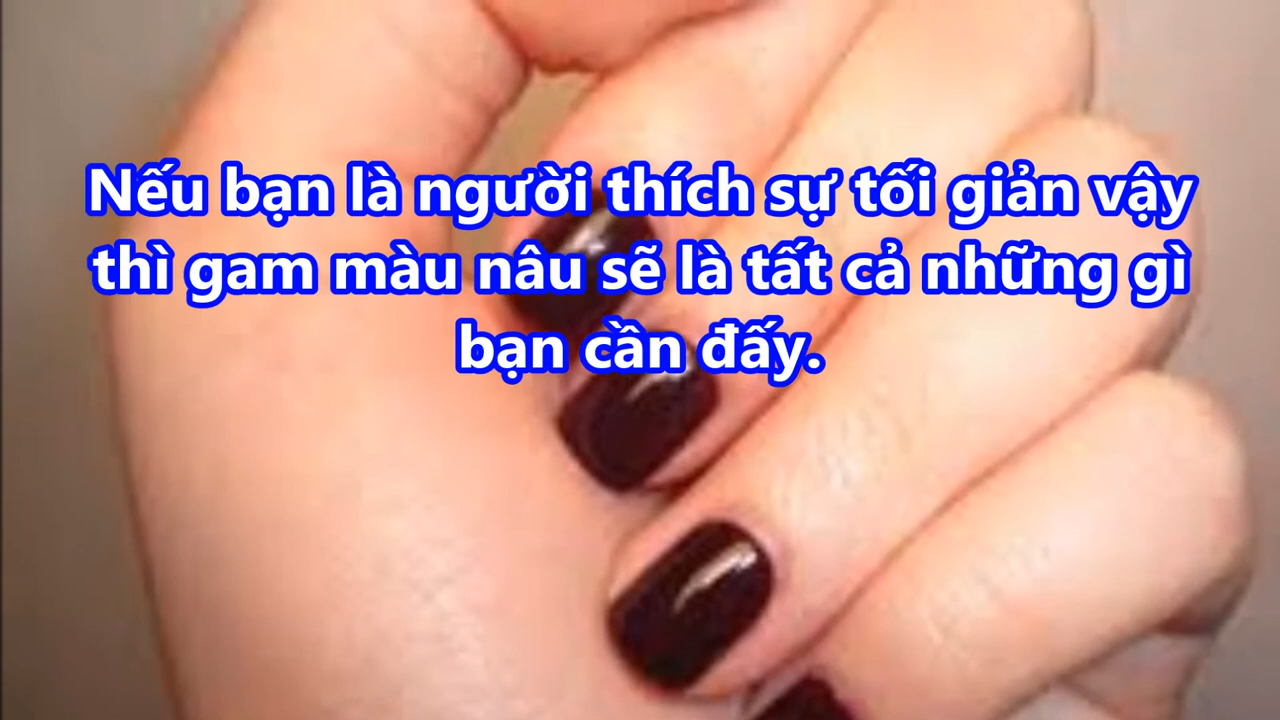 Nếu bạn là người thích sự tối giản vậy
thì gam màu nâu sẽ là tất cả những gì
bạn cần đấy.